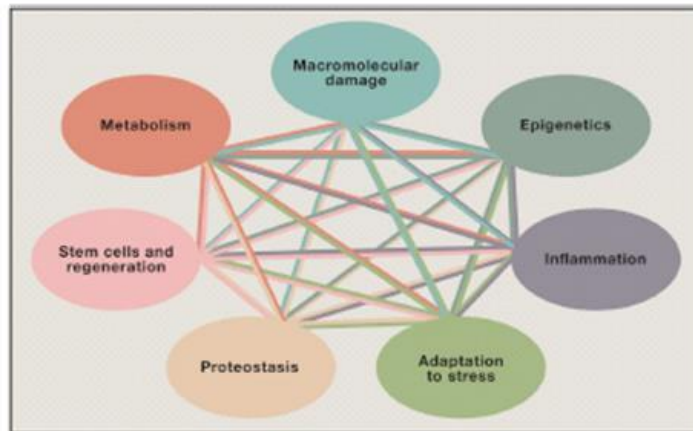 Macromolecular
damage
Metabolism
Epigenetics
Stem cells and
regeneration
Inflammation
Proteostasis
Adaptation
to stress